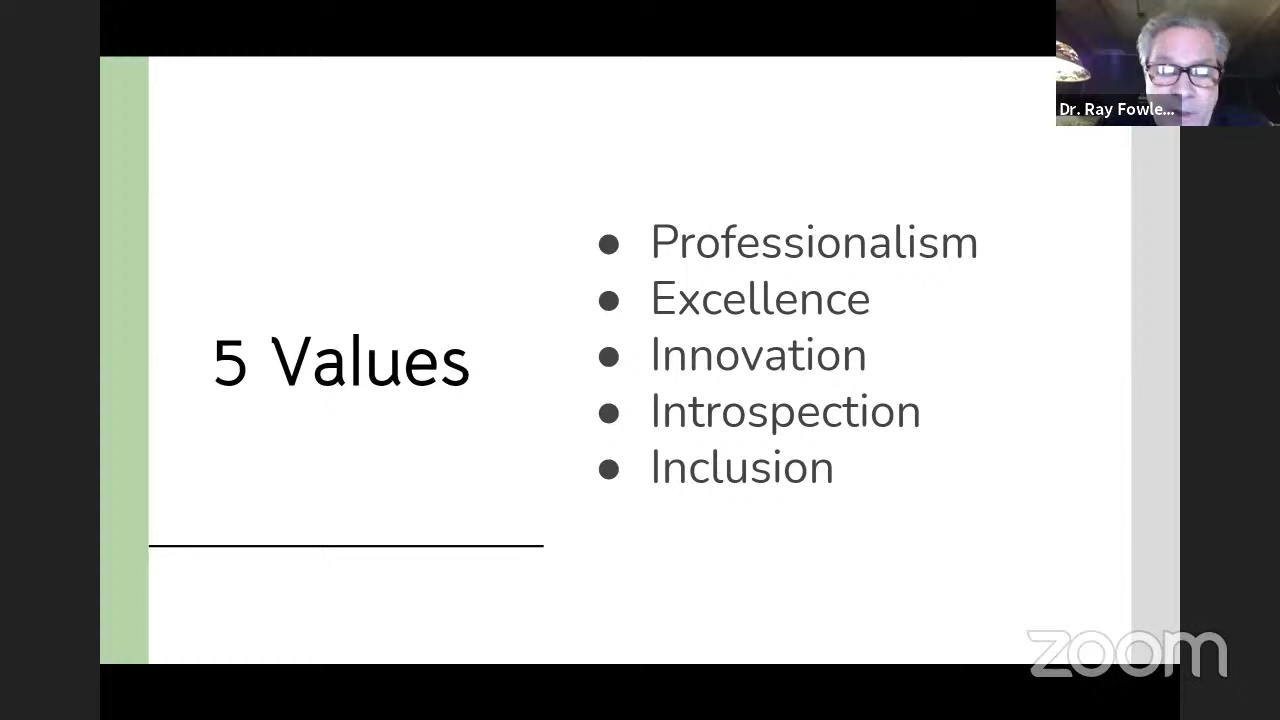 Dr. Ray Fowle...
5 Values
● Professionalism
● Excellence
● Innovation
● Introspection
● Inclusion
zoom